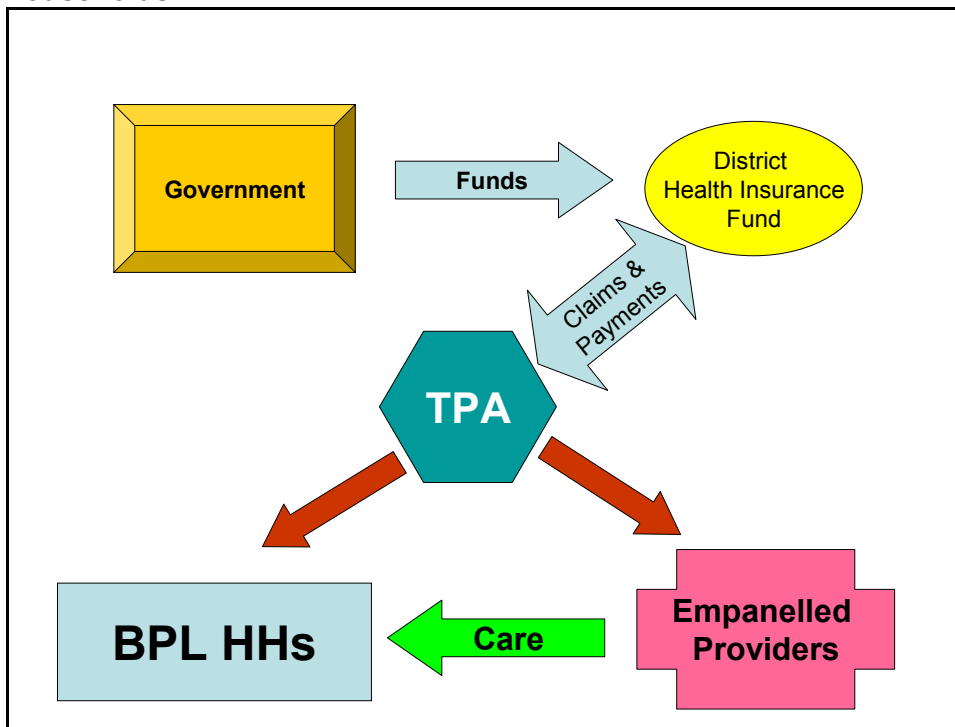 Government
Funds
District
Health Insurance
Fund
Claims &
Payments
TPA
BPL HHs
Care
Empanelled
Providers